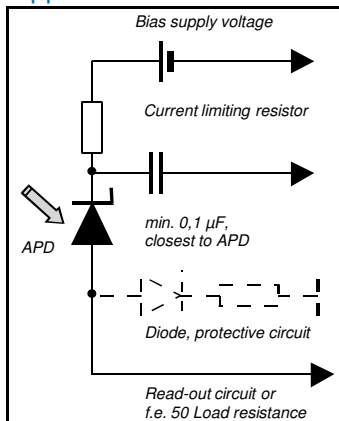 Bias supply voltage
Current limiting resistor
min. 0,1 µF,
closest to APD
APD
Diode, protective circuit
Read-out circuit or
f.e. 50 Load resistance